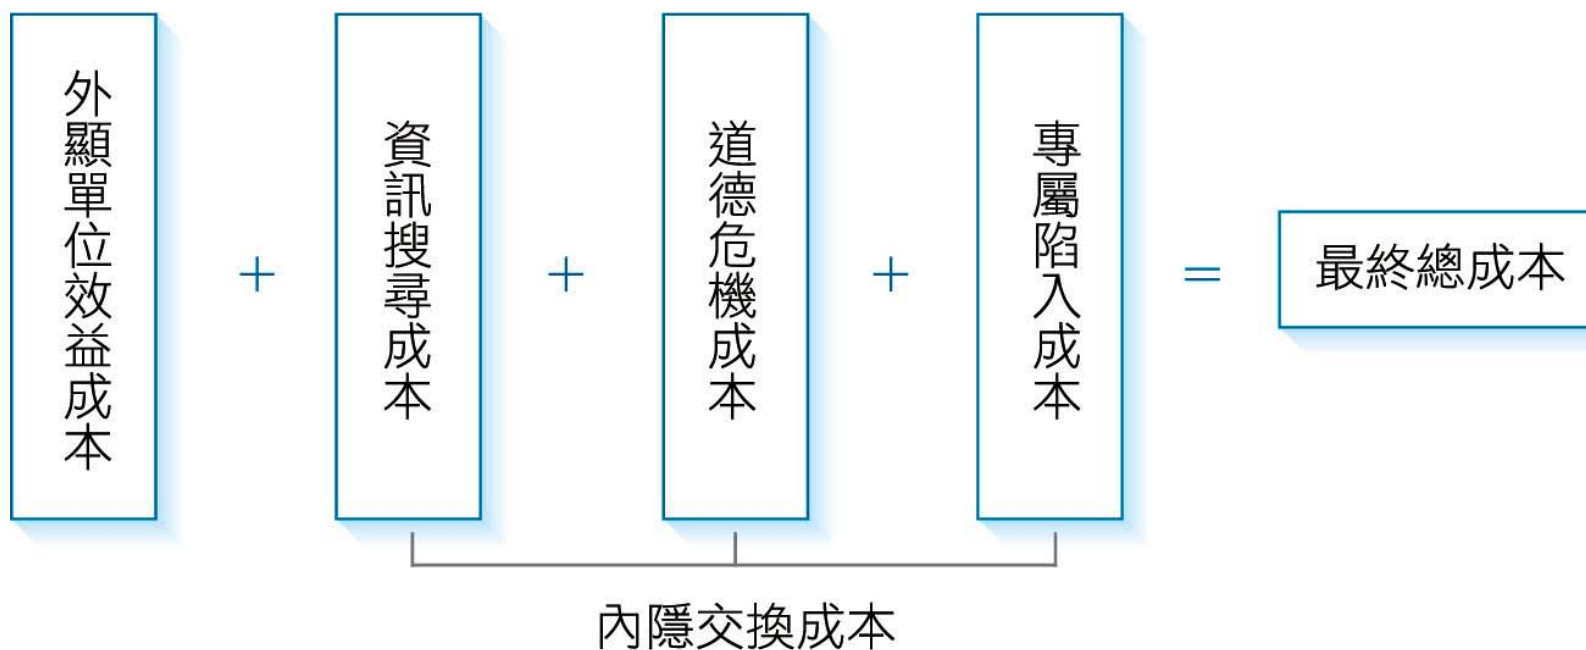 外顯單位效益成本
+
資訊搜尋成本
+
道德危機成本
+
專屬陷入成本
=
最終總成本
內隱交換成本